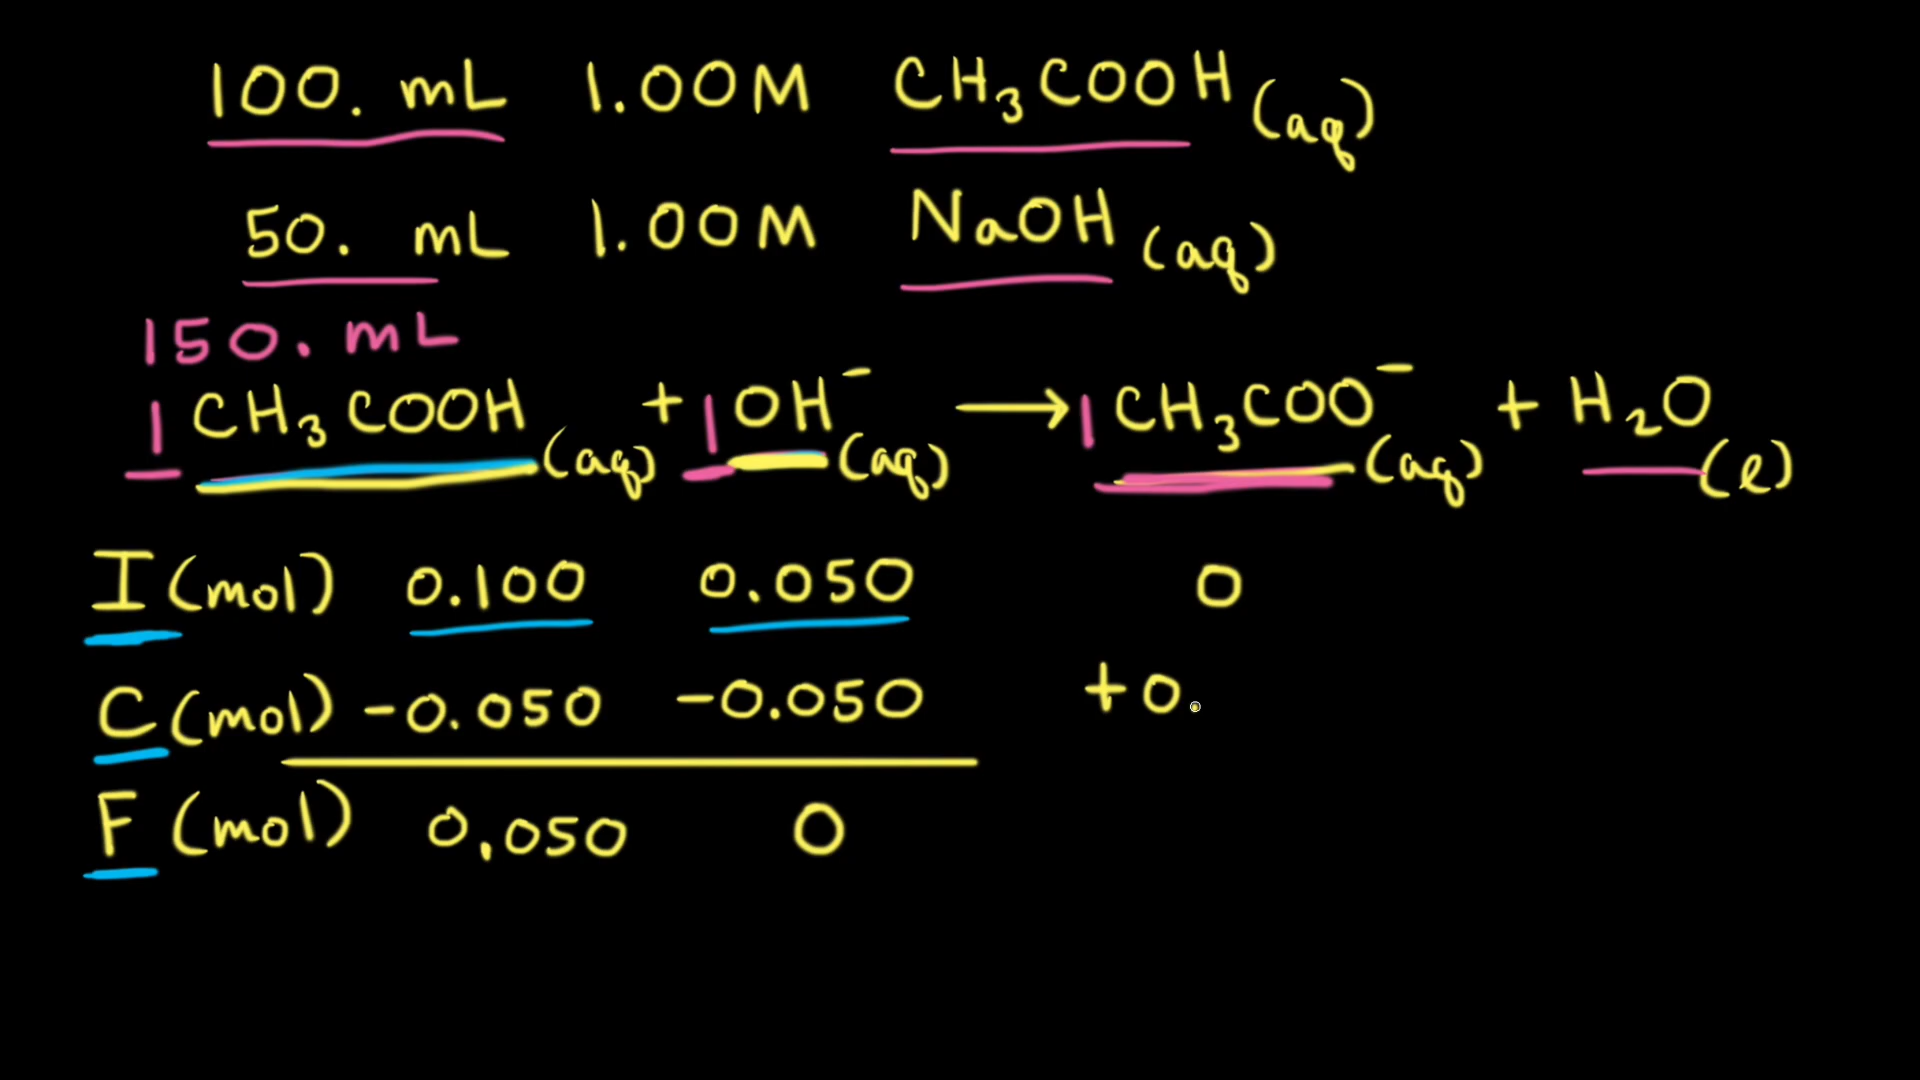 100. mL 1.00 M CH₃COOH (aq)
50. mL 1.00 M NaOH (aq)
150. mL
1 CH₃COOH (aq) + 1 OH⁻ (aq) → 1 CH₃COO⁻ (aq) + H₂O (l)
I (mol) 0.100 0.050 0
C (mol) -0.050 -0.050 +0.
F (mol) 0.050 0